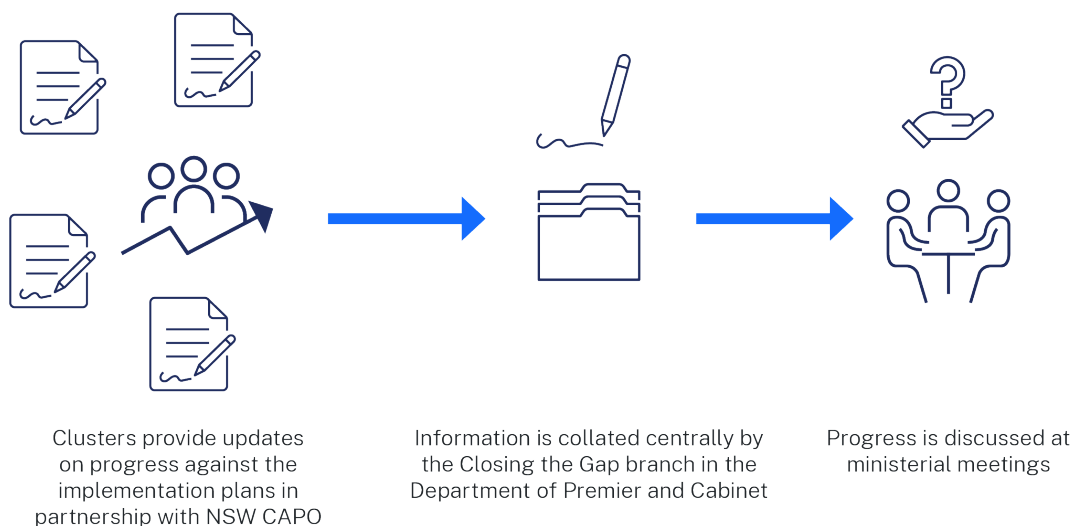 Clusters provide updates
on progress against the
implementation plans in
partnership with NSW CAPO
Information is collated centrally by
the Closing the Gap branch in the
Department of Premier and Cabinet
Progress is discussed at
ministerial meetings